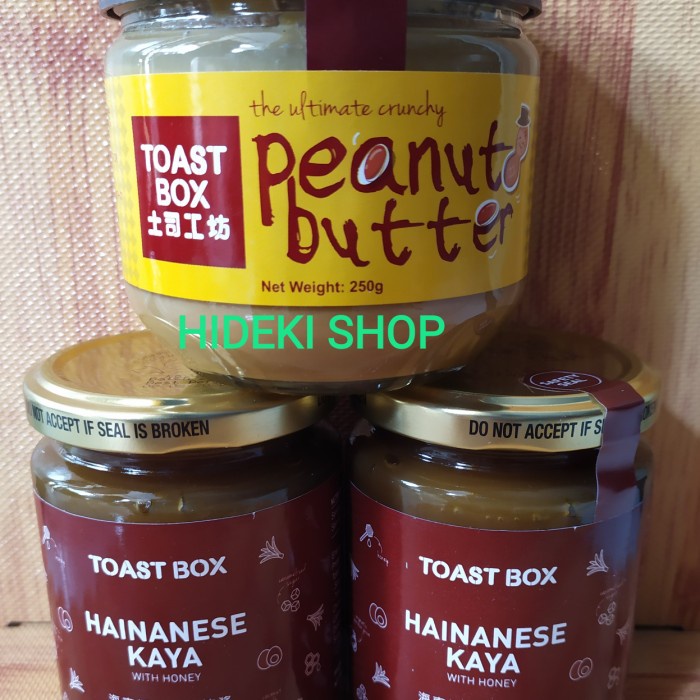 the ultimate crunchy
peanut
butter
TOAST
BOX
土司工坊
Net Weight: 250g
HIDEKI SHOP
NOT ACCEPT IF SEAL IS BROKEN
SAFETY
SEAL
DO NOT ACCEPT IF S
TOAST BOX
HAINANESE
KAYA
WITH HONEY
TOAST BOX
HAINANESE
KAYA
WITH HONEY